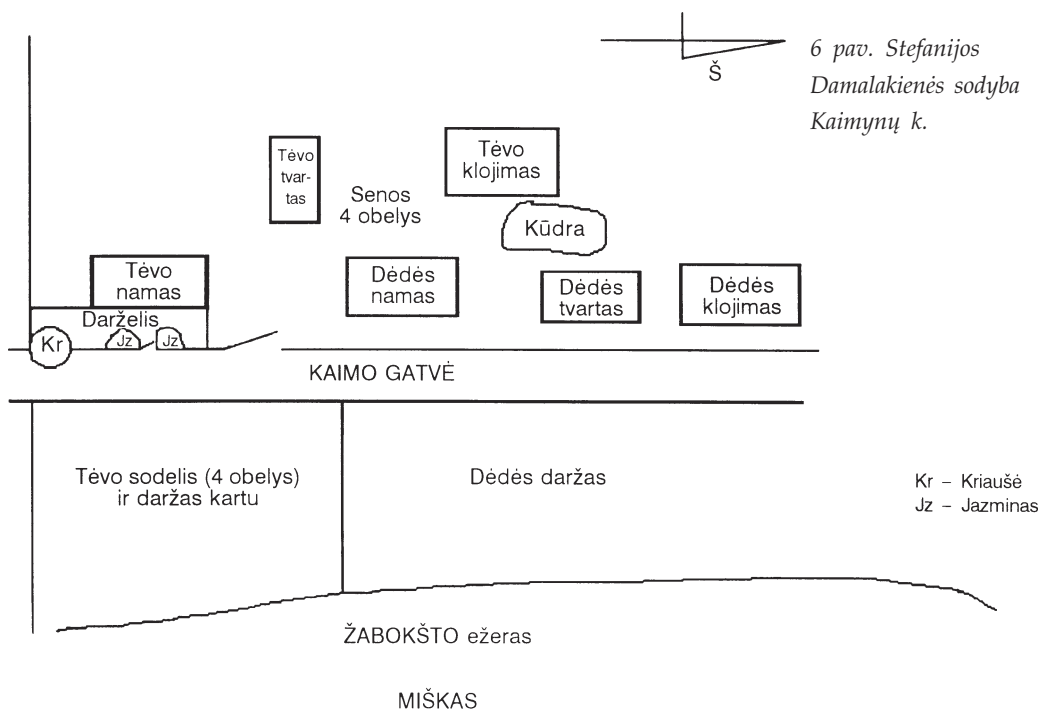 Š
6 pav. Stefanijos
Damalakienės sodyba
Kaimynų k.
Tėvo
tvar-
tas
Senos
4 obelys
Tėvo
klojimas
Kūdra
Tėvo
namas
Dėdės
namas
Dėdės
tvartas
Dėdės
klojimas
Darželis
Kr
Jz
Jz
KAIMO GATVĖ
Tėvo sodelis (4 obelys)
ir daržas kartu
Dėdės daržas
Kr – Kriaušė
Jz – Jazminas
ŽABOKŠTO ežeras
MIŠKAS